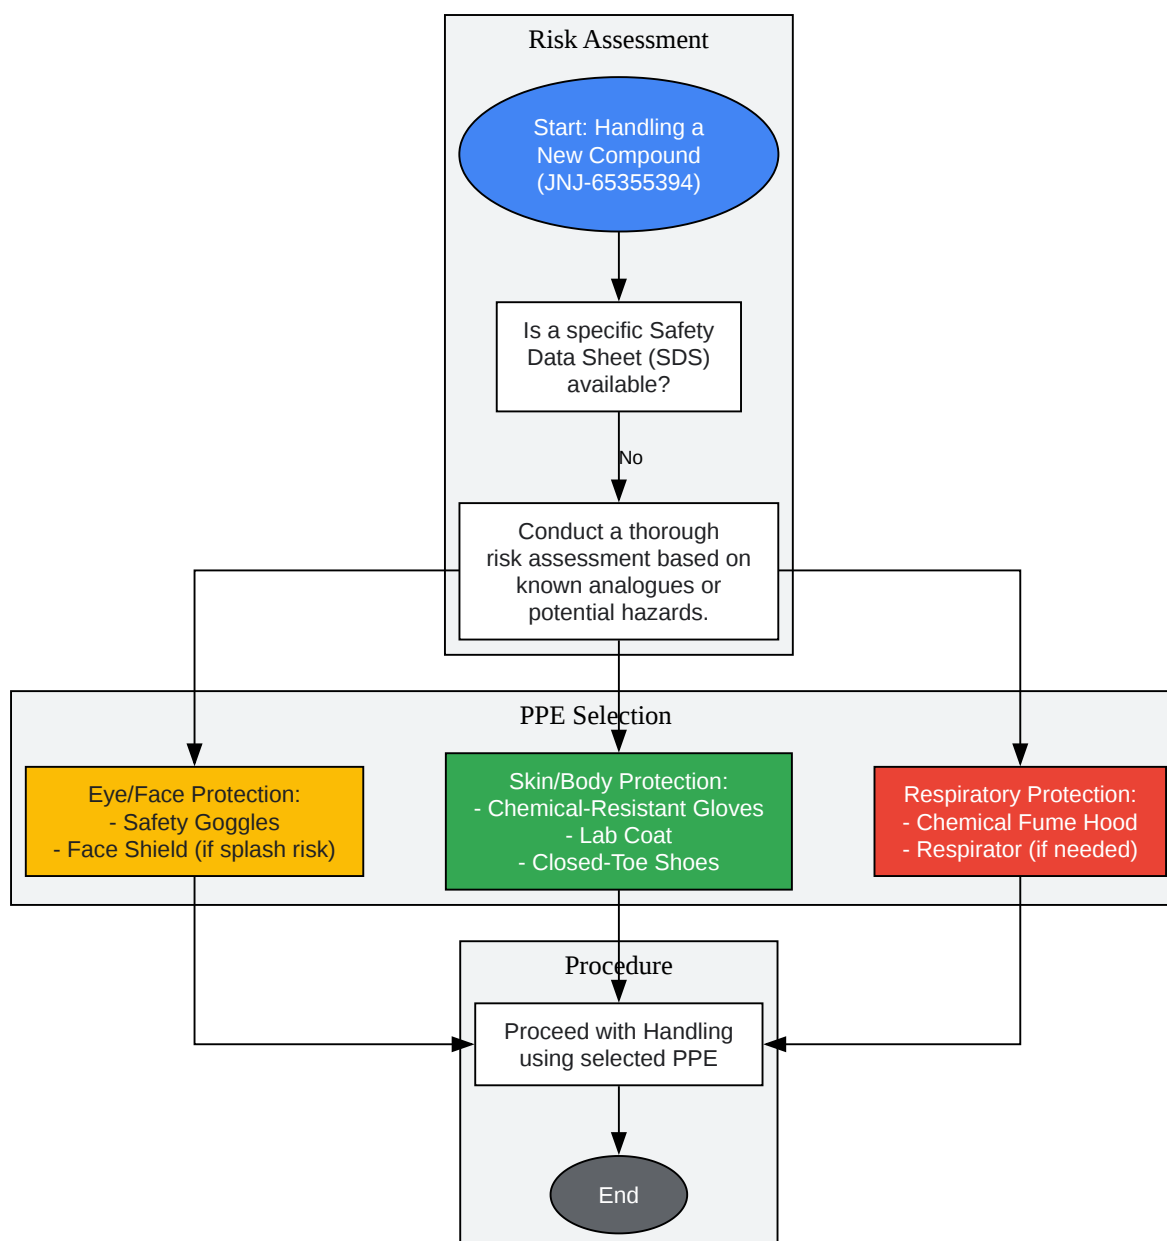 Risk Assessment
Start: Handling a
New Compound
(JNJ-65355394)
Is a specific Safety
Data Sheet (SDS)
available?
No
Conduct a thorough
risk assessment based on
known analogues or
potential hazards.
PPE Selection
Eye/Face Protection:
- Safety Goggles
- Face Shield (if splash risk)
Skin/Body Protection:
- Chemical-Resistant Gloves
- Lab Coat
- Closed-Toe Shoes
Respiratory Protection:
- Chemical Fume Hood
- Respirator (if needed)
Procedure
Proceed with Handling
using selected PPE
End